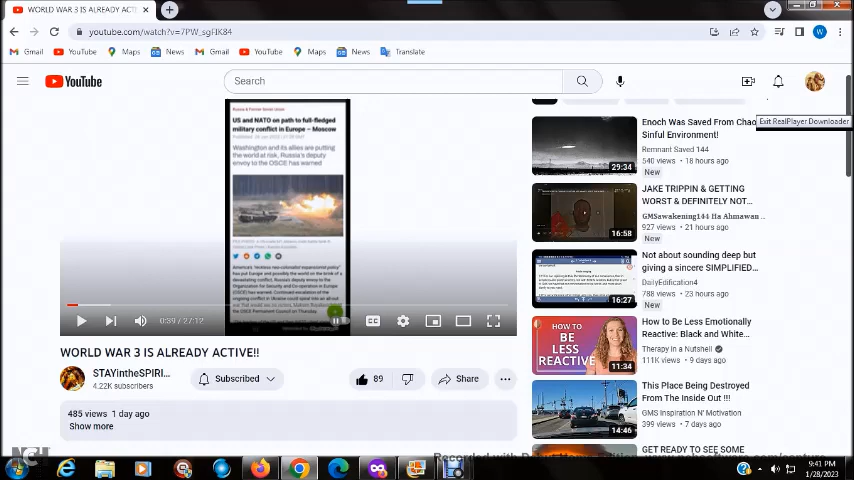 WORLD WAR 3 IS ALREADY ACTIVE!!
youtube.com/watch?v=7PW_sgFIK84
Gmail YouTube Maps News Gmail YouTube Maps News Translate
YouTube
Search
W
Exit RealPlayer Downloader
Russia & Former Soviet Union
US and NATO on path to full-fledged
military conflict in Europe – Moscow
Washington and its allies are putting
the world at risk, Russia's deputy
envoy to the OSCE has warned
0:39 / 27:12
CC
WORLD WAR 3 IS ALREADY ACTIVE!!
STAYintheSPIRI...
4.22K subscribers
Subscribed
89
Share
485 views 1 day ago
Show more
Enoch Was Saved From Chao
Sinful Environment!
Remnant Saved 144
540 views • 18 hours ago
New
29:34
JAKE TRIPPIN & GETTING
WORST & DEFINITELY NOT...
GMSawakening144 Ha Ahmawan ...
927 views • 21 hours ago
New
16:58
Not about sounding deep but
giving a sincere SIMPLIFIED...
DailyEdification4
788 views • 23 hours ago
New
16:27
HOW TO
BE
LESS
REACTIVE
11:34
How to Be Less Emotionally
Reactive: Black and White...
Therapy in a Nutshell
111K views • 9 days ago
This Place Being Destroyed
From The Inside Out !!!
GMS Inspiration N' Motivation
399 views • 7 days ago
14:46
GET READY TO SEE SOME
NCH
9:41 PM
1/28/2023